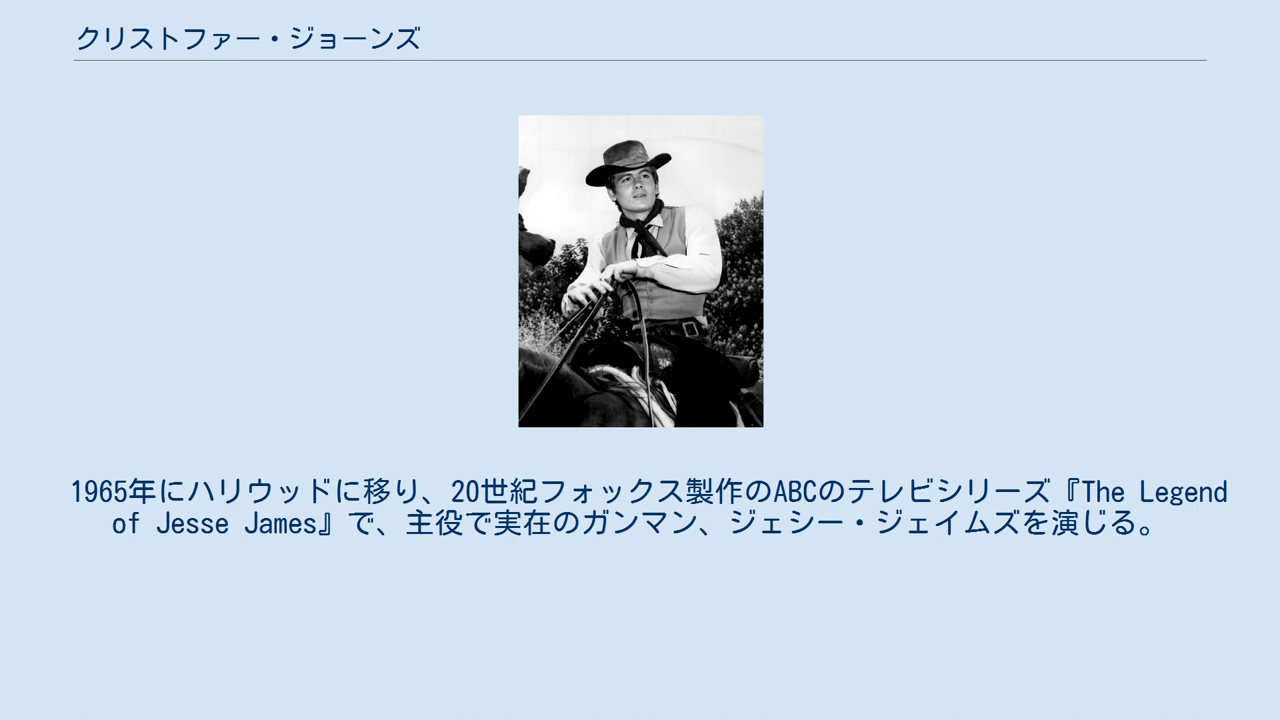 クリストファー・ジョーンズ
1965年にハリウッドに移り、20世紀フォックス製作のABCのテレビシリーズ『The Legend
of Jesse James』で、主役で実在のガンマン、ジェシー・ジェイムズを演じる。